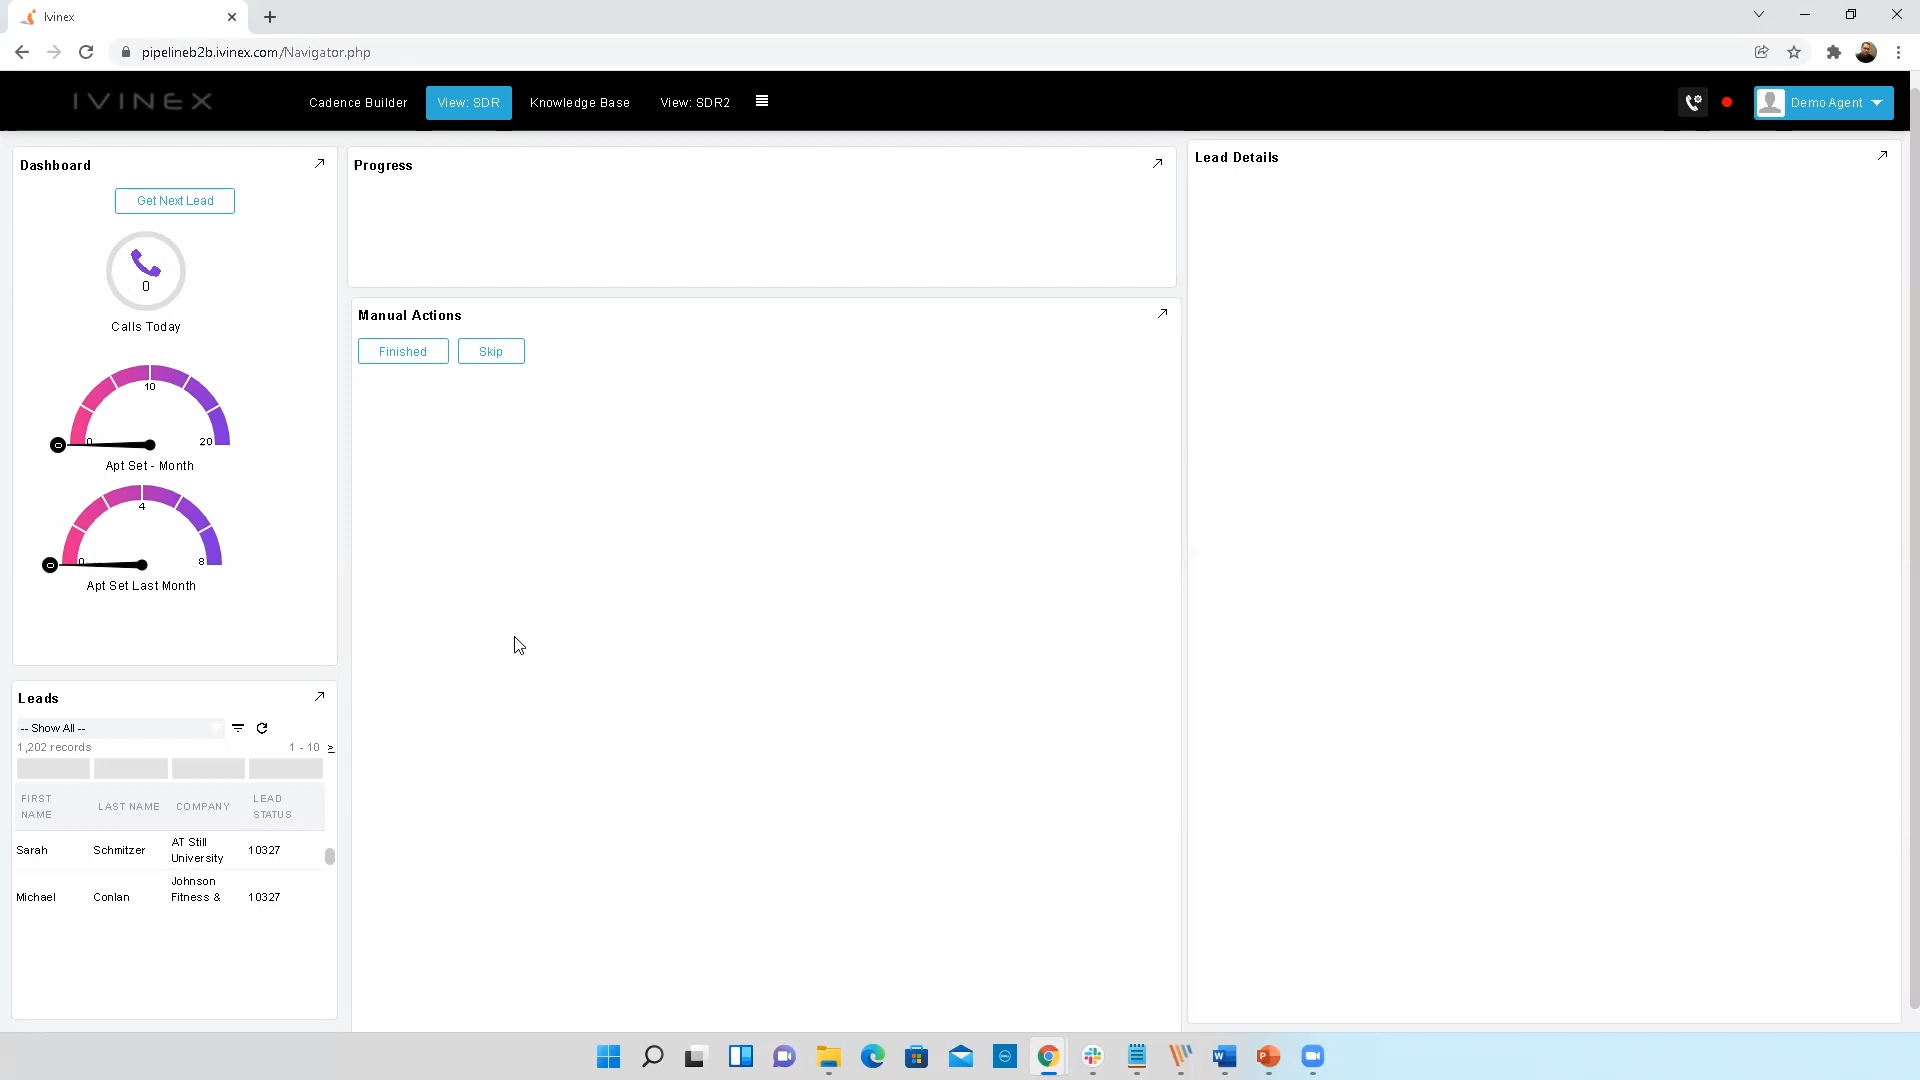 Ivinex
pipelineb2b.ivinex.com/Navigator.php
IVINEX
Cadence Builder
View: SDR
Knowledge Base
View: SDR2
Demo Agent
Dashboard
Get Next Lead
0
Calls Today
10
0
0
20
Apt Set - Month
4
0
0
8
Apt Set Last Month
Progress
Manual Actions
Finished
Skip
Lead Details
Leads
-- Show All --
1,202 records
1 - 10 >
FIRST NAME LAST NAME COMPANY LEAD STATUS
Sarah Schmitzer AT Still University 10327
Michael Conlan Johnson Fitness & 10327